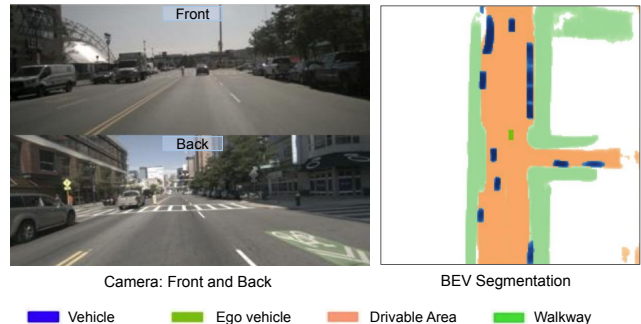 Front
Back
Camera: Front and Back
BEV Segmentation
Vehicle
Ego vehicle
Drivable Area
Walkway